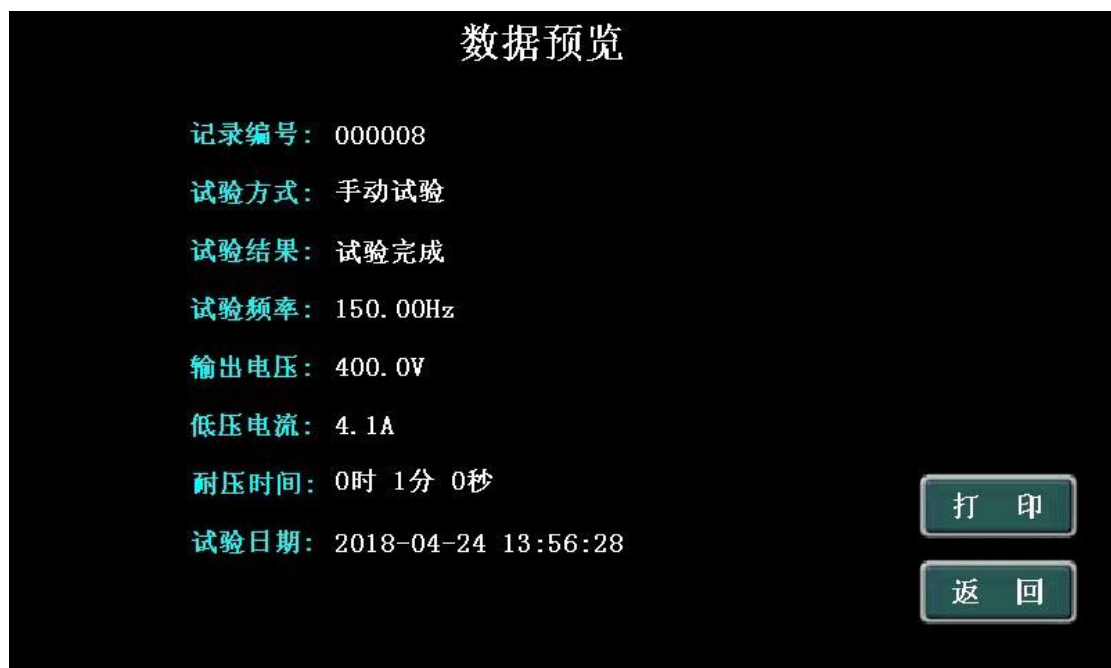 数据预览
记录编号: 000008
试验方式: 手动试验
试验结果: 试验完成
试验频率: 150.00Hz
输出电压: 400.0V
低压电流: 4.1A
耐压时间: 0时 1分 0秒
打 印
试验日期: 2018-04-24 13:56:28
返 回